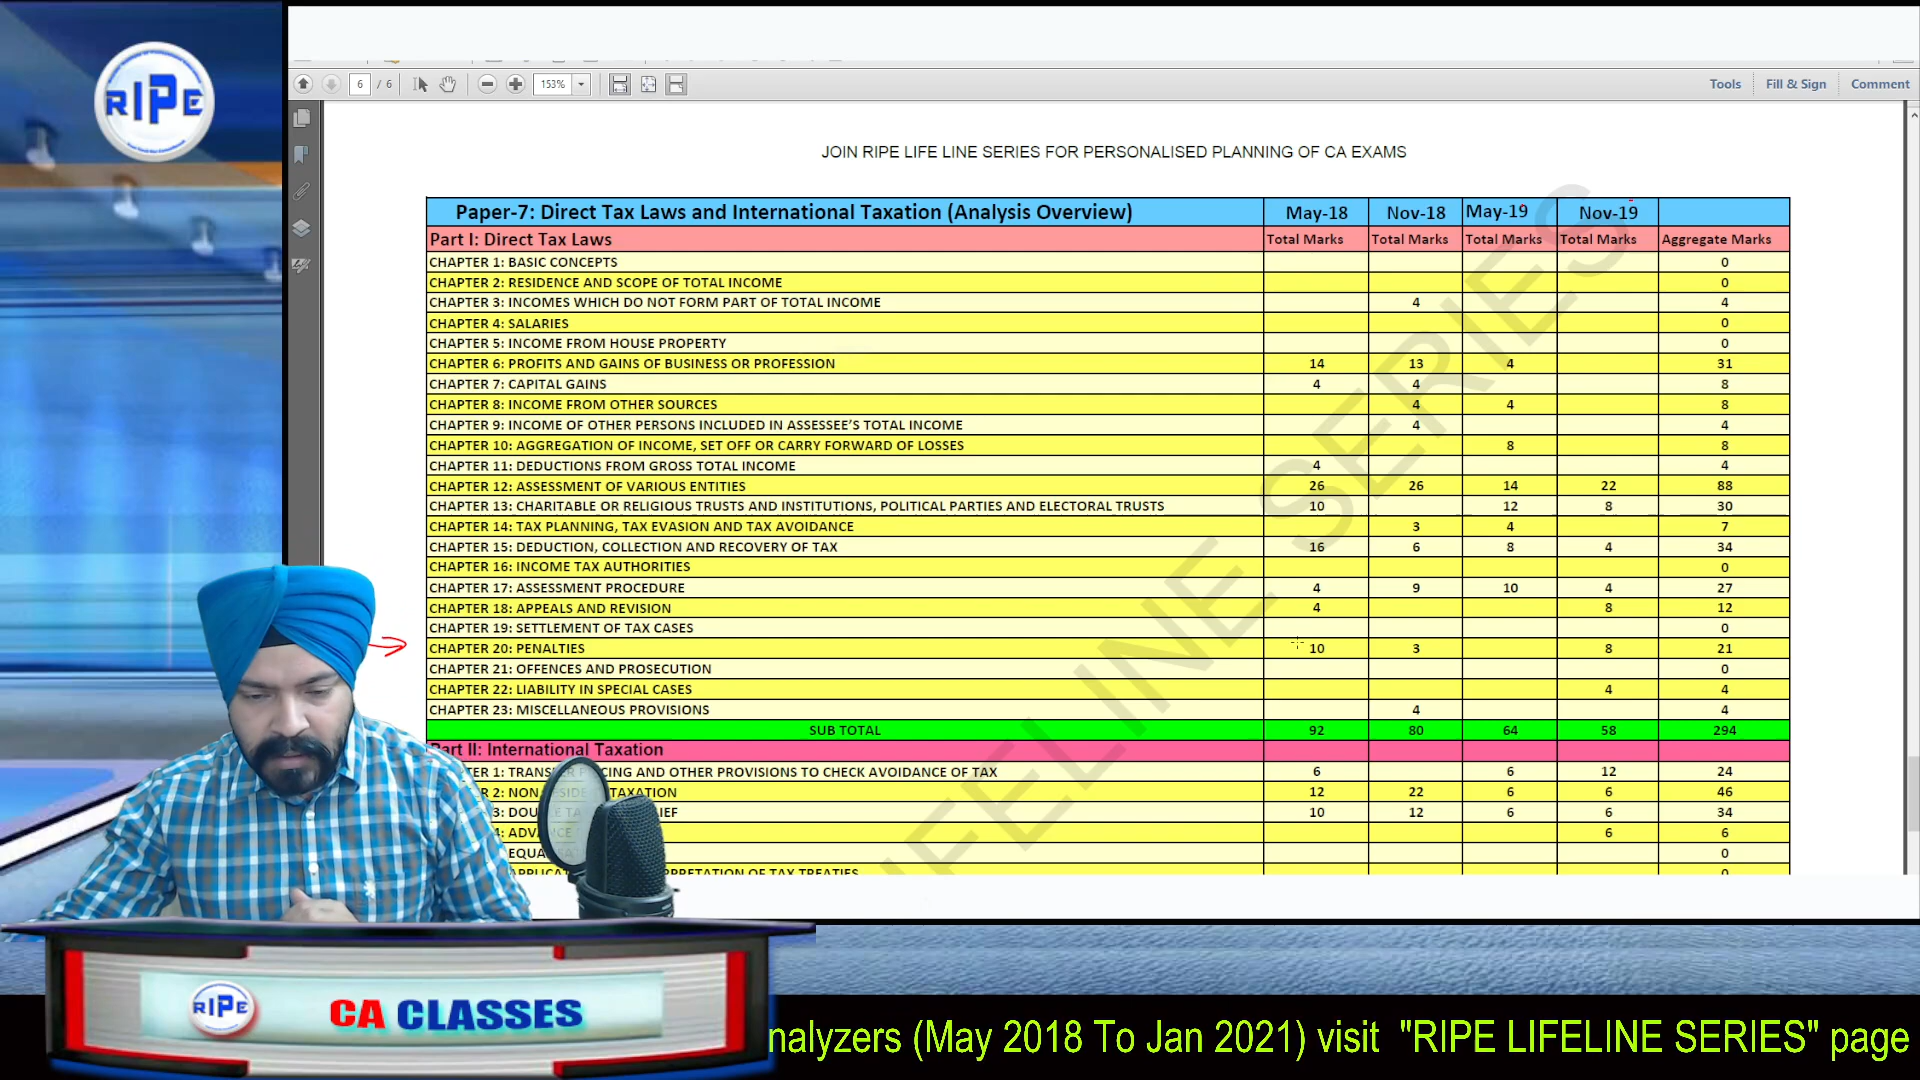 RIPE
6 / 6
153%
Tools Fill & Sign Comment
JOIN RIPE LIFE LINE SERIES FOR PERSONALISED PLANNING OF CA EXAMS
Paper-7: Direct Tax Laws and International Taxation (Analysis Overview) May-18 Nov-18 May-19 Nov-19
Part I: Direct Tax Laws Total Marks Total Marks Total Marks Total Marks Aggregate Marks
CHAPTER 1: BASIC CONCEPTS 0
CHAPTER 2: RESIDENCE AND SCOPE OF TOTAL INCOME 0
CHAPTER 3: INCOMES WHICH DO NOT FORM PART OF TOTAL INCOME 4 4
CHAPTER 4: SALARIES 0
CHAPTER 5: INCOME FROM HOUSE PROPERTY 0
CHAPTER 6: PROFITS AND GAINS OF BUSINESS OR PROFESSION 14 13 4 31
CHAPTER 7: CAPITAL GAINS 4 4 8
CHAPTER 8: INCOME FROM OTHER SOURCES 4 4 8
CHAPTER 9: INCOME OF OTHER PERSONS INCLUDED IN ASSESSEE'S TOTAL INCOME 4 4
CHAPTER 10: AGGREGATION OF INCOME, SET OFF OR CARRY FORWARD OF LOSSES 8 8
CHAPTER 11: DEDUCTIONS FROM GROSS TOTAL INCOME 4 4
CHAPTER 12: ASSESSMENT OF VARIOUS ENTITIES 26 26 14 22 88
CHAPTER 13: CHARITABLE OR RELIGIOUS TRUSTS AND INSTITUTIONS, POLITICAL PARTIES AND ELECTORAL TRUSTS 10 12 8 30
CHAPTER 14: TAX PLANNING, TAX EVASION AND TAX AVOIDANCE 3 4 7
CHAPTER 15: DEDUCTION, COLLECTION AND RECOVERY OF TAX 16 6 8 4 34
CHAPTER 16: INCOME TAX AUTHORITIES 0
CHAPTER 17: ASSESSMENT PROCEDURE 4 9 10 4 27
CHAPTER 18: APPEALS AND REVISION 4 8 12
CHAPTER 19: SETTLEMENT OF TAX CASES 0
CHAPTER 20: PENALTIES 10 3 8 21
CHAPTER 21: OFFENCES AND PROSECUTION 0
CHAPTER 22: LIABILITY IN SPECIAL CASES 4 4
CHAPTER 23: MISCELLANEOUS PROVISIONS 4 4
SUB TOTAL 92 80 64 58 294
Part II: International Taxation
1: TRANSFER PRICING AND OTHER PROVISIONS TO CHECK AVOIDANCE OF TAX 6 6 12 24
R 2: NON TAXATION 12 22 6 6 46
3: DOUBLE 10 12 6 6 34
6 6
0
OF TAX TREATIES 0
LIFELINE SERIES
RIPE
CA CLASSES
nalyzers (May 2018 To Jan 2021) visit "RIPE LIFELINE SERIES" page